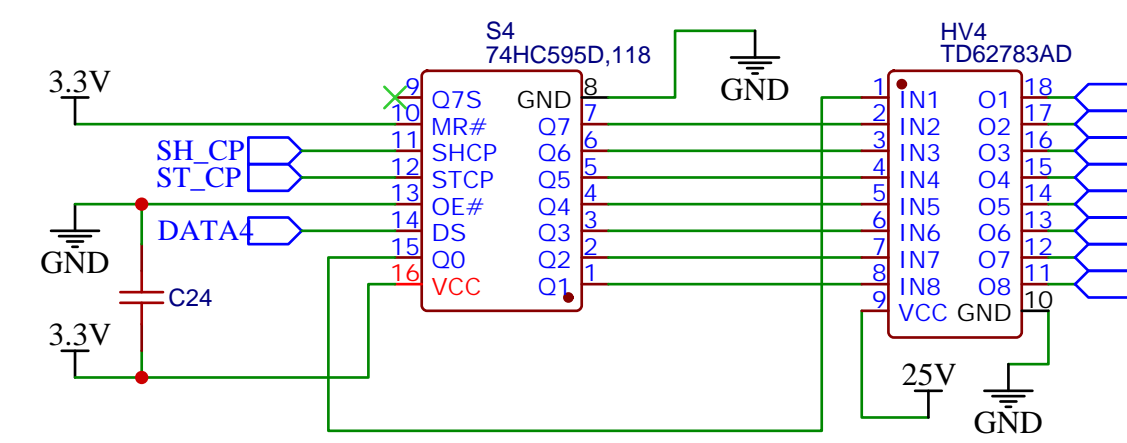 S4
74HC595D,118
HV4
TD62783AD
3.3V
GND
9 Q7S GND 8
10 MR# Q7 7
11 SHCP Q6 6
12 STCP Q5 5
13 OE# Q4 4
14 DS Q3 3
15 Q0 Q2 2
16 VCC Q1 1
SH_CP
ST_CP
DATA4
GND
C24
3.3V
1 IN1 O1 18
2 IN2 O2 17
3 IN3 O3 16
4 IN4 O4 15
5 IN5 O5 14
6 IN6 O6 13
7 IN7 O7 12
8 IN8 O8 11
9 VCC GND 10
25V
GND